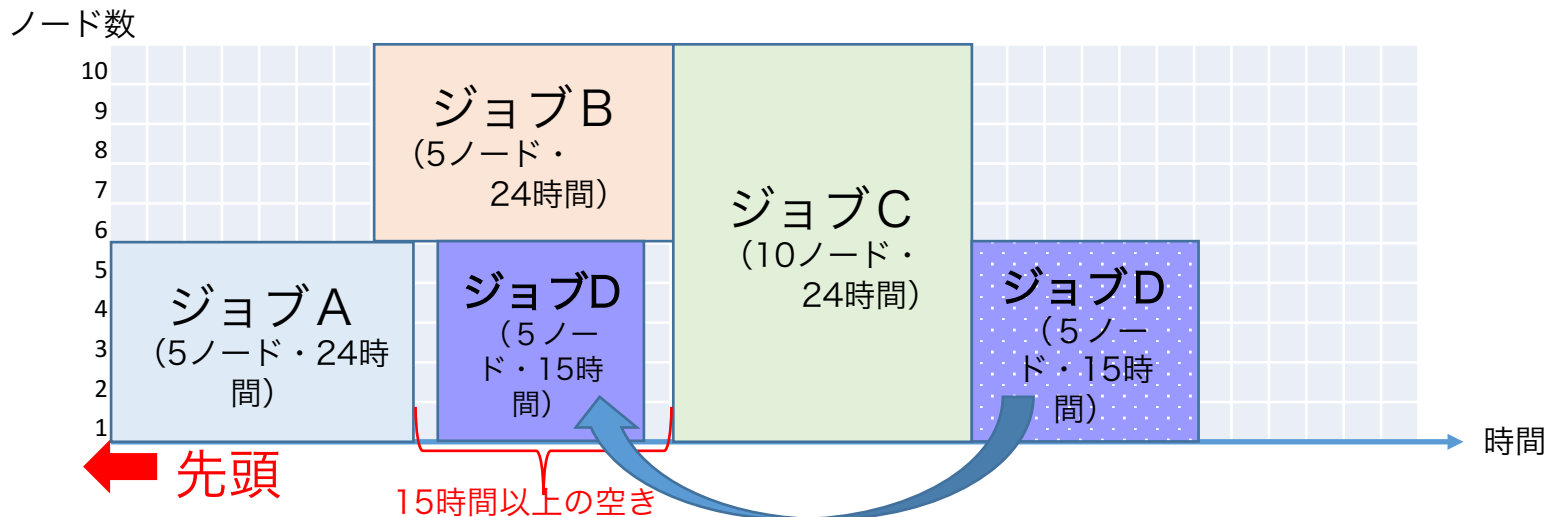 ノード数
10
9
8
7
6
5
4
3
2
1
ジョブB
（5ノード・
24時間）
ジョブA
（5ノード・24時
間）
ジョブD
（５ノー
ド・15時
間）
ジョブC
（10ノード・
24時間）
ジョブD
（５ノー
ド・15時
間）
時間
先頭
15時間以上の空き